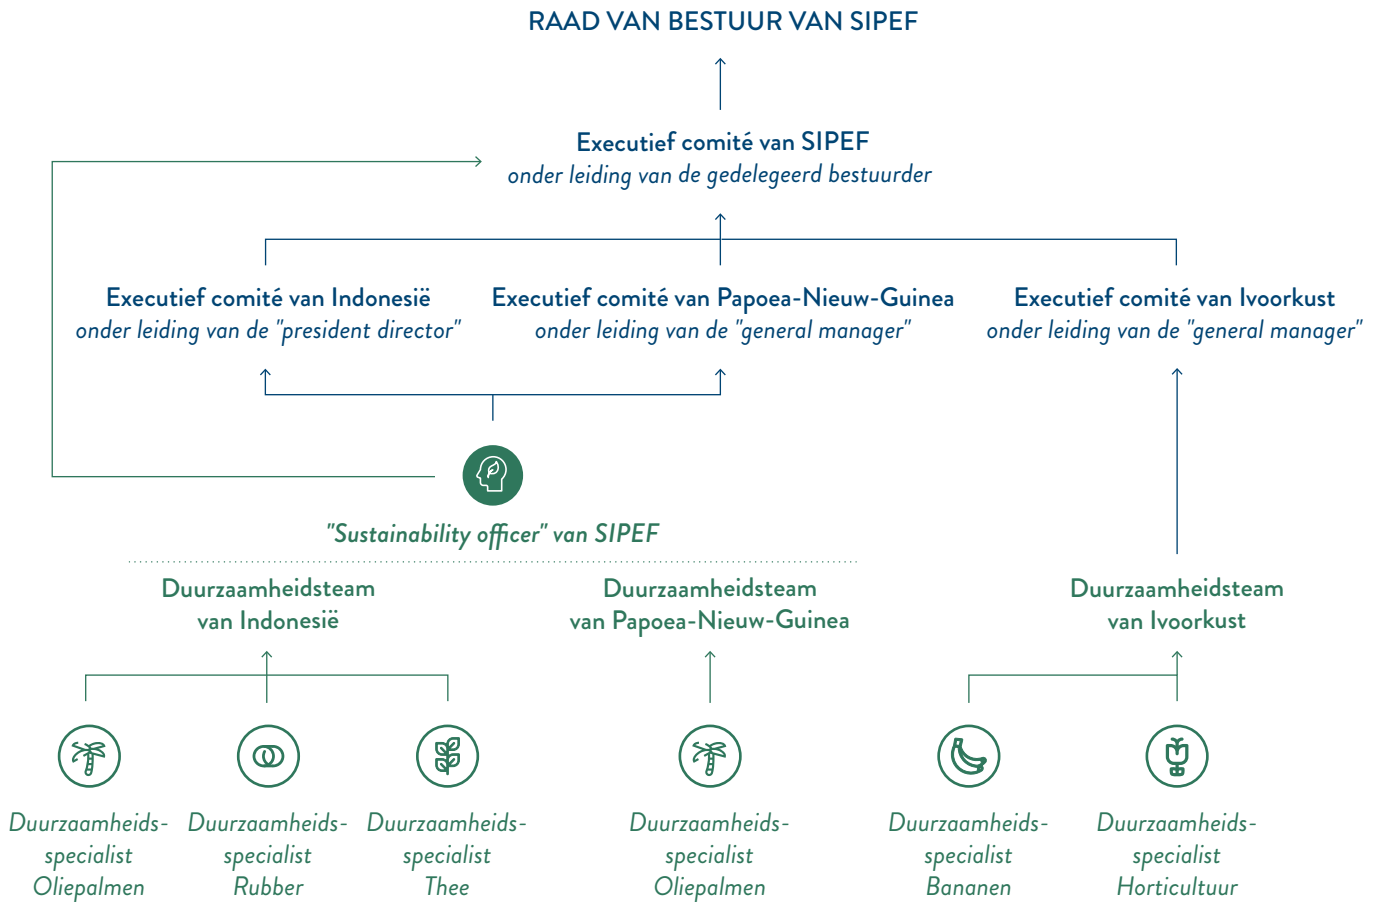 RAAD VAN BESTUUR VAN SIPEF
Executief comité van SIPEF
onder leiding van de gedelegeerd bestuurder
Executief comité van Indonesië
onder leiding van de "president director"
Executief comité van Papoea-Nieuw-Guinea
onder leiding van de "general manager"
Executief comité van Ivoorkust
onder leiding van de "general manager"
"Sustainability officer" van SIPEF
Duurzaamheidsteam
van Indonesië
Duurzaamheidsteam
van Papoea-Nieuw-Guinea
Duurzaamheidsteam
van Ivoorkust
Duurzaamheids-
specialist
Oliepalmen
Duurzaamheids-
specialist
Rubber
Duurzaamheids-
specialist
Thee
Duurzaamheids-
specialist
Oliepalmen
Duurzaamheids-
specialist
Bananen
Duurzaamheids-
specialist
Horticultuur